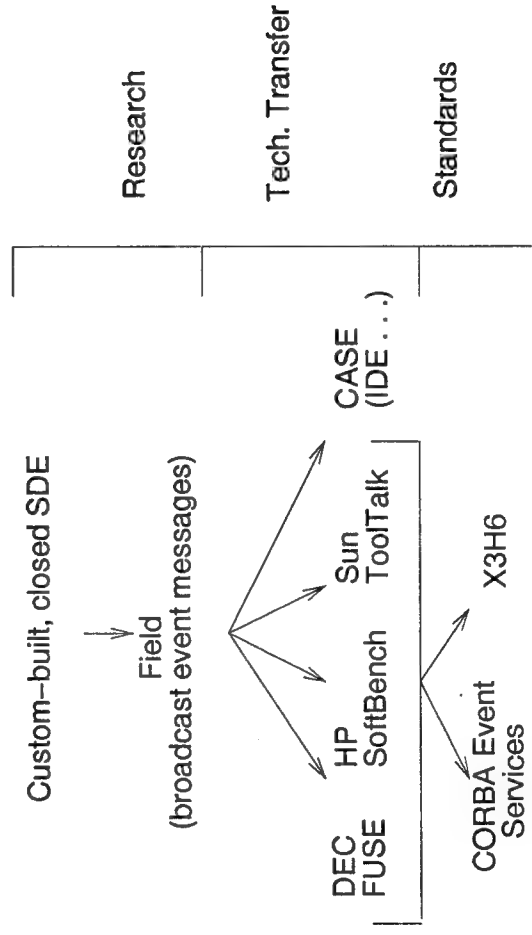 Custom-built, closed SDE
Field
(broadcast event messages)
Research
DEC
FUSE
HP
SoftBench
Sun
ToolTalk
CASE
(IDE . . .)
Tech. Transfer
CORBA Event
Services
X3H6
Standards